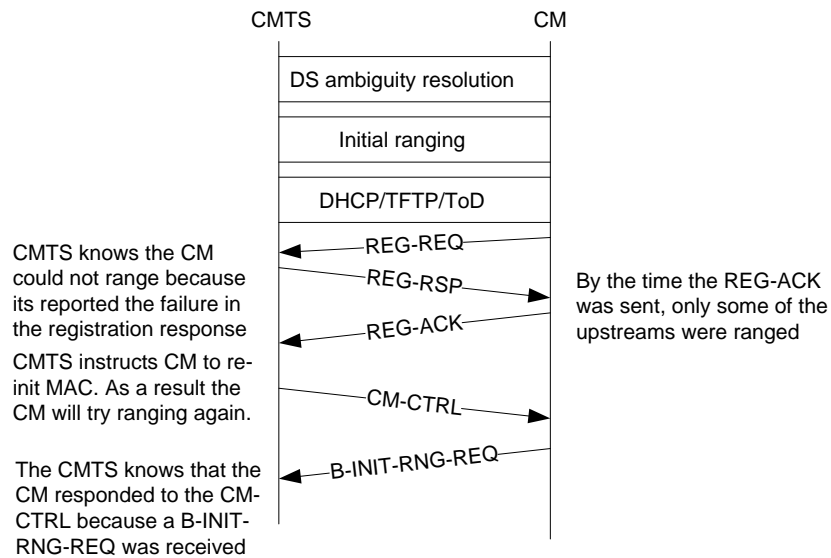 CMTS
CM
DS ambiguity resolution
Initial ranging
DHCP/TFTP/ToD
REG-REQ
CMTS knows the CM
could not range because
its reported the failure in
the registration response
REG-RSP
By the time the REG-ACK
was sent, only some of the
upstreams were ranged
REG-ACK
CMTS instructs CM to re-
init MAC. As a result the
CM will try ranging again.
CM-CTRL
B-INIT-RNG-REQ
The CMTS knows that the
CM responded to the CM-
CTRL because a B-INIT-
RNG-REQ was received